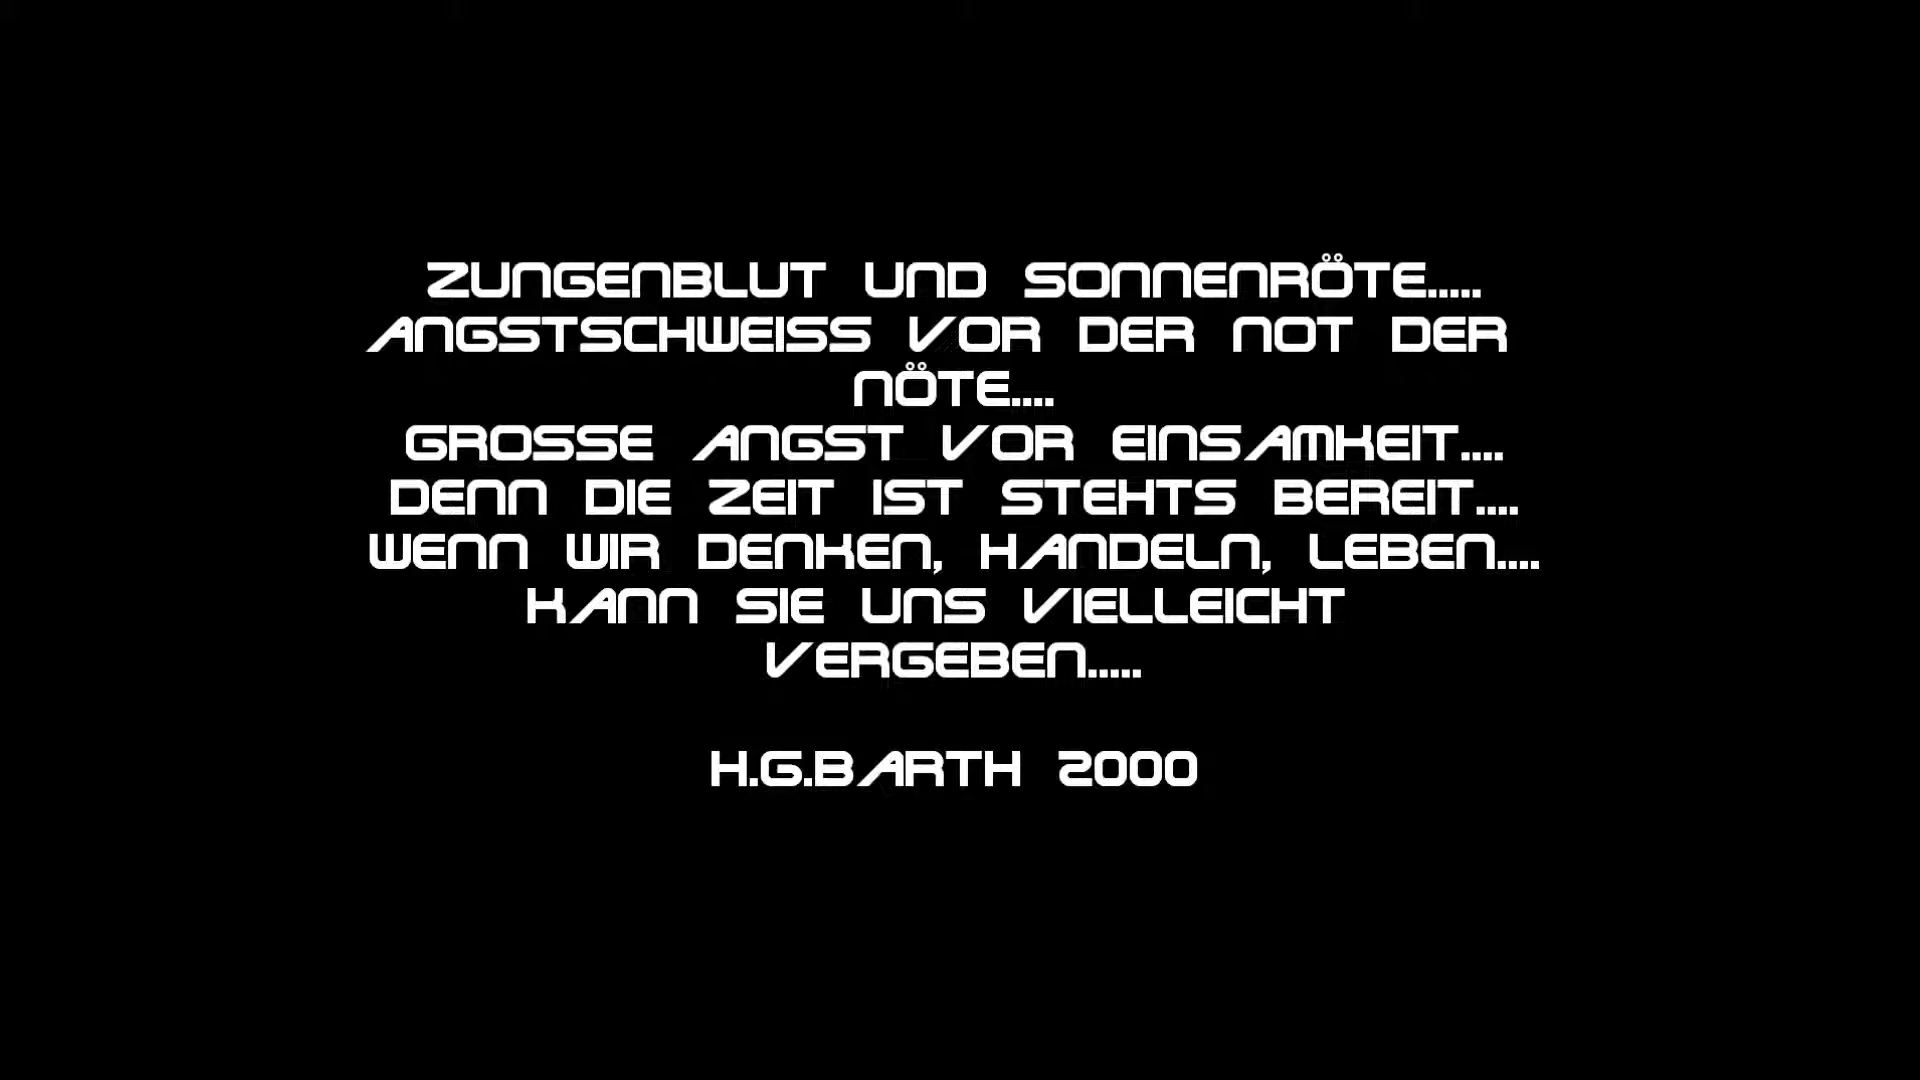 ZUNGENBLUT UND SONNENRÖTE.....
ANGSTSCHWEISS VOR DER NOT DER
NÖTE....
GROSSE ANGST VOR EINSAMKEIT....
DENN DIE ZEIT IST STEHTS BEREIT....
WENN WIR DENKEN, HANDELN, LEBEN....
KANN SIE UNS VIELLEICHT
VERGEBEN.....
H.G.BARTH 2000